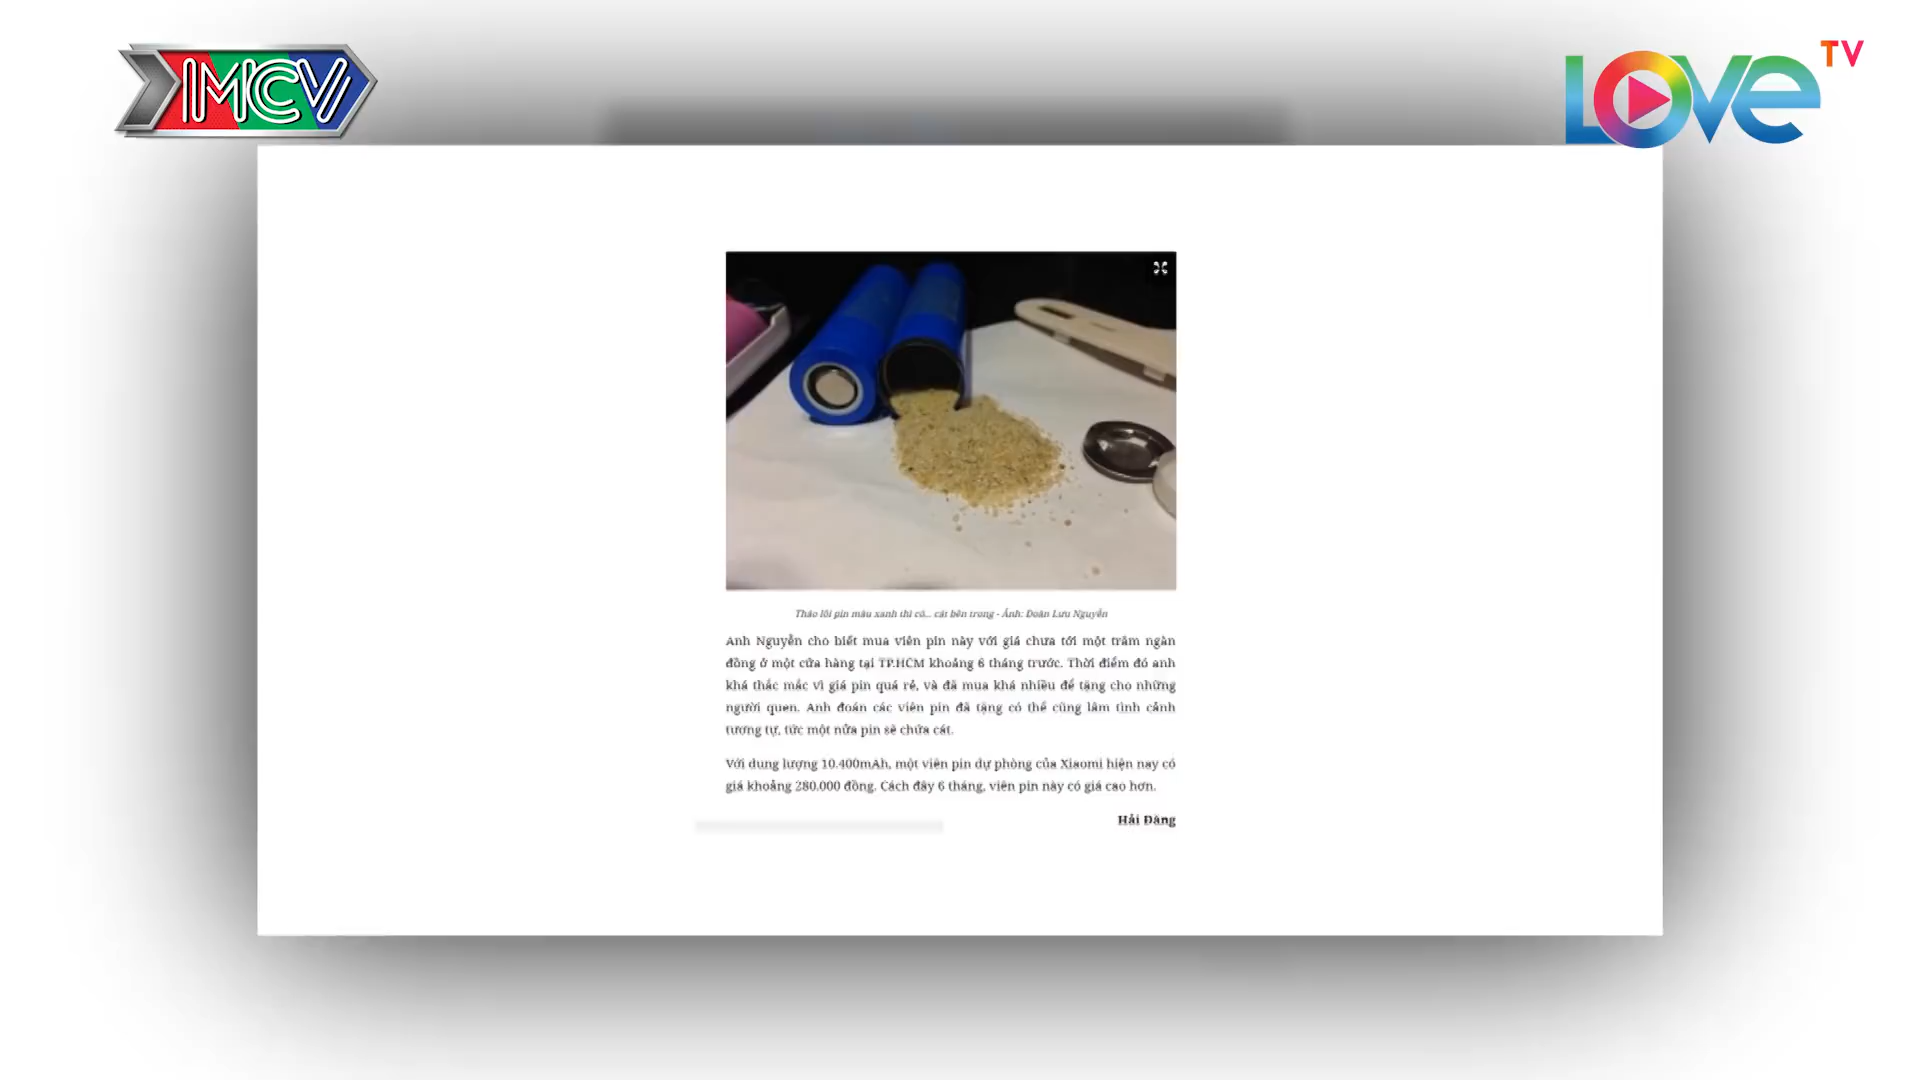 MCV
LOVE TV
Tháo lõi pin màu xanh thì có... cát bên trong - Ảnh: Đoàn Lưu Nguyễn
Anh Nguyễn cho biết mua viên pin này với giá chưa tới một trăm ngàn
đồng ở một cửa hàng tại TP.HCM khoảng 6 tháng trước. Thời điểm đó anh
khá thắc mắc vì giá pin quá rẻ, và đã mua khá nhiều để tặng cho những
người quen. Anh đoán các viên pin đã tặng có thể cũng lâm tình cảnh
tương tự, tức một nửa pin sẽ chứa cát.
Với dung lượng 10.400mAh, một viên pin dự phòng của Xiaomi hiện nay có
giá khoảng 280.000 đồng. Cách đây 6 tháng, viên pin này có giá cao hơn.
Hải Đăng